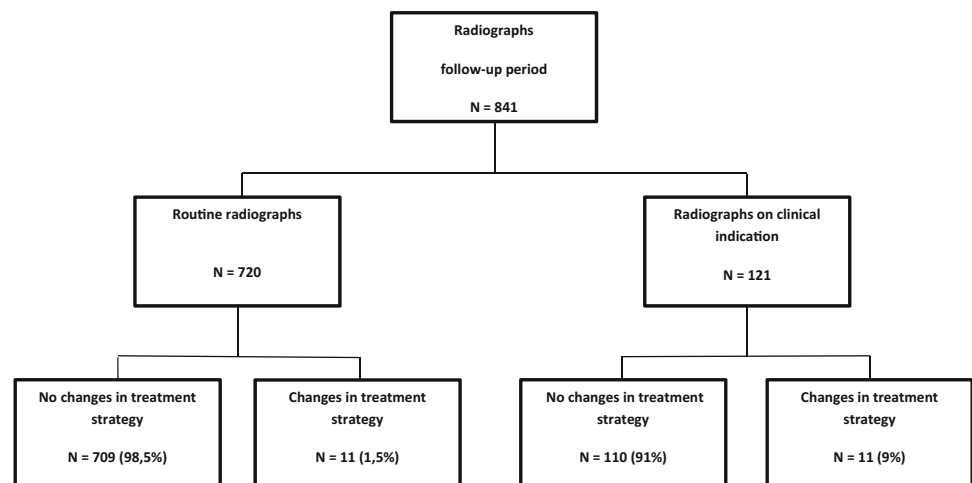 Radiographs
follow-up period
N = 841
Routine radiographs
N = 720
Radiographs on clinical
indication
N = 121
No changes in treatment
strategy
N = 709 (98,5%)
Changes in treatment
strategy
N = 11 (1,5%)
No changes in treatment
strategy
N = 110 (91%)
Changes in treatment
strategy
N = 11 (9%)